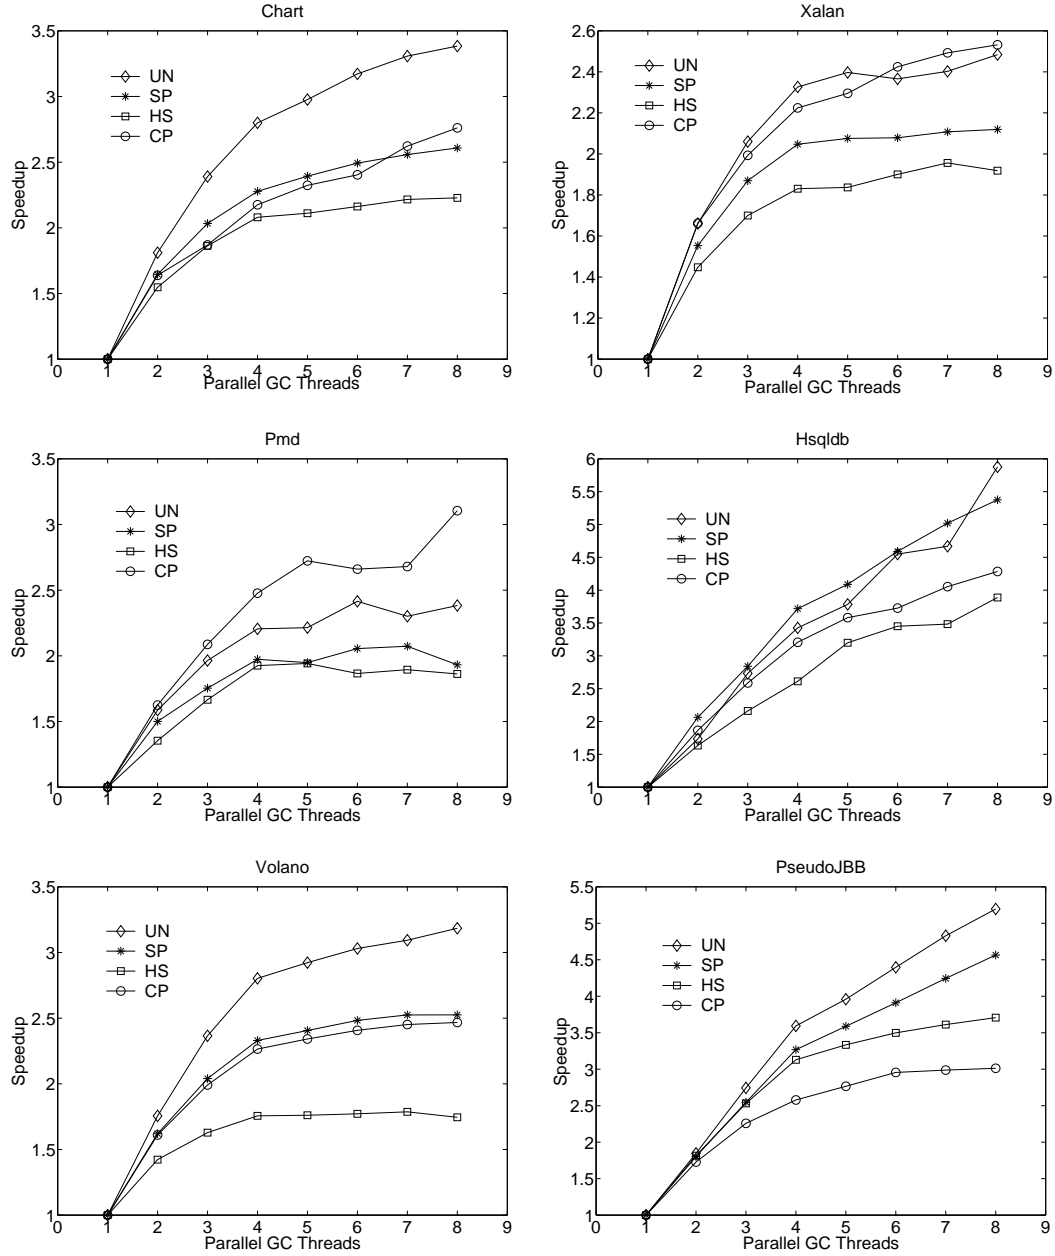 Chart
3.5
3
2.5
2
1.5
1
Speedup
UN
SP
HS
CP
0 1 2 3 4 5 6 7 8 9
Parallel GC Threads
Xalan
2.6
2.4
2.2
2
1.8
1.6
1.4
1.2
1
Speedup
UN
SP
HS
CP
0 1 2 3 4 5 6 7 8 9
Parallel GC Threads
Pmd
3.5
3
2.5
2
1.5
1
Speedup
UN
SP
HS
CP
0 1 2 3 4 5 6 7 8 9
Parallel GC Threads
Hsqldb
6
5.5
5
4.5
4
3.5
3
2.5
2
1.5
1
Speedup
UN
SP
HS
CP
0 1 2 3 4 5 6 7 8 9
Parallel GC Threads
Volano
3.5
3
2.5
2
1.5
1
Speedup
UN
SP
HS
CP
0 1 2 3 4 5 6 7 8 9
Parallel GC Threads
PseudoJBB
5.5
5
4.5
4
3.5
3
2.5
2
1.5
1
Speedup
UN
SP
HS
CP
0 1 2 3 4 5 6 7 8 9
Parallel GC Threads